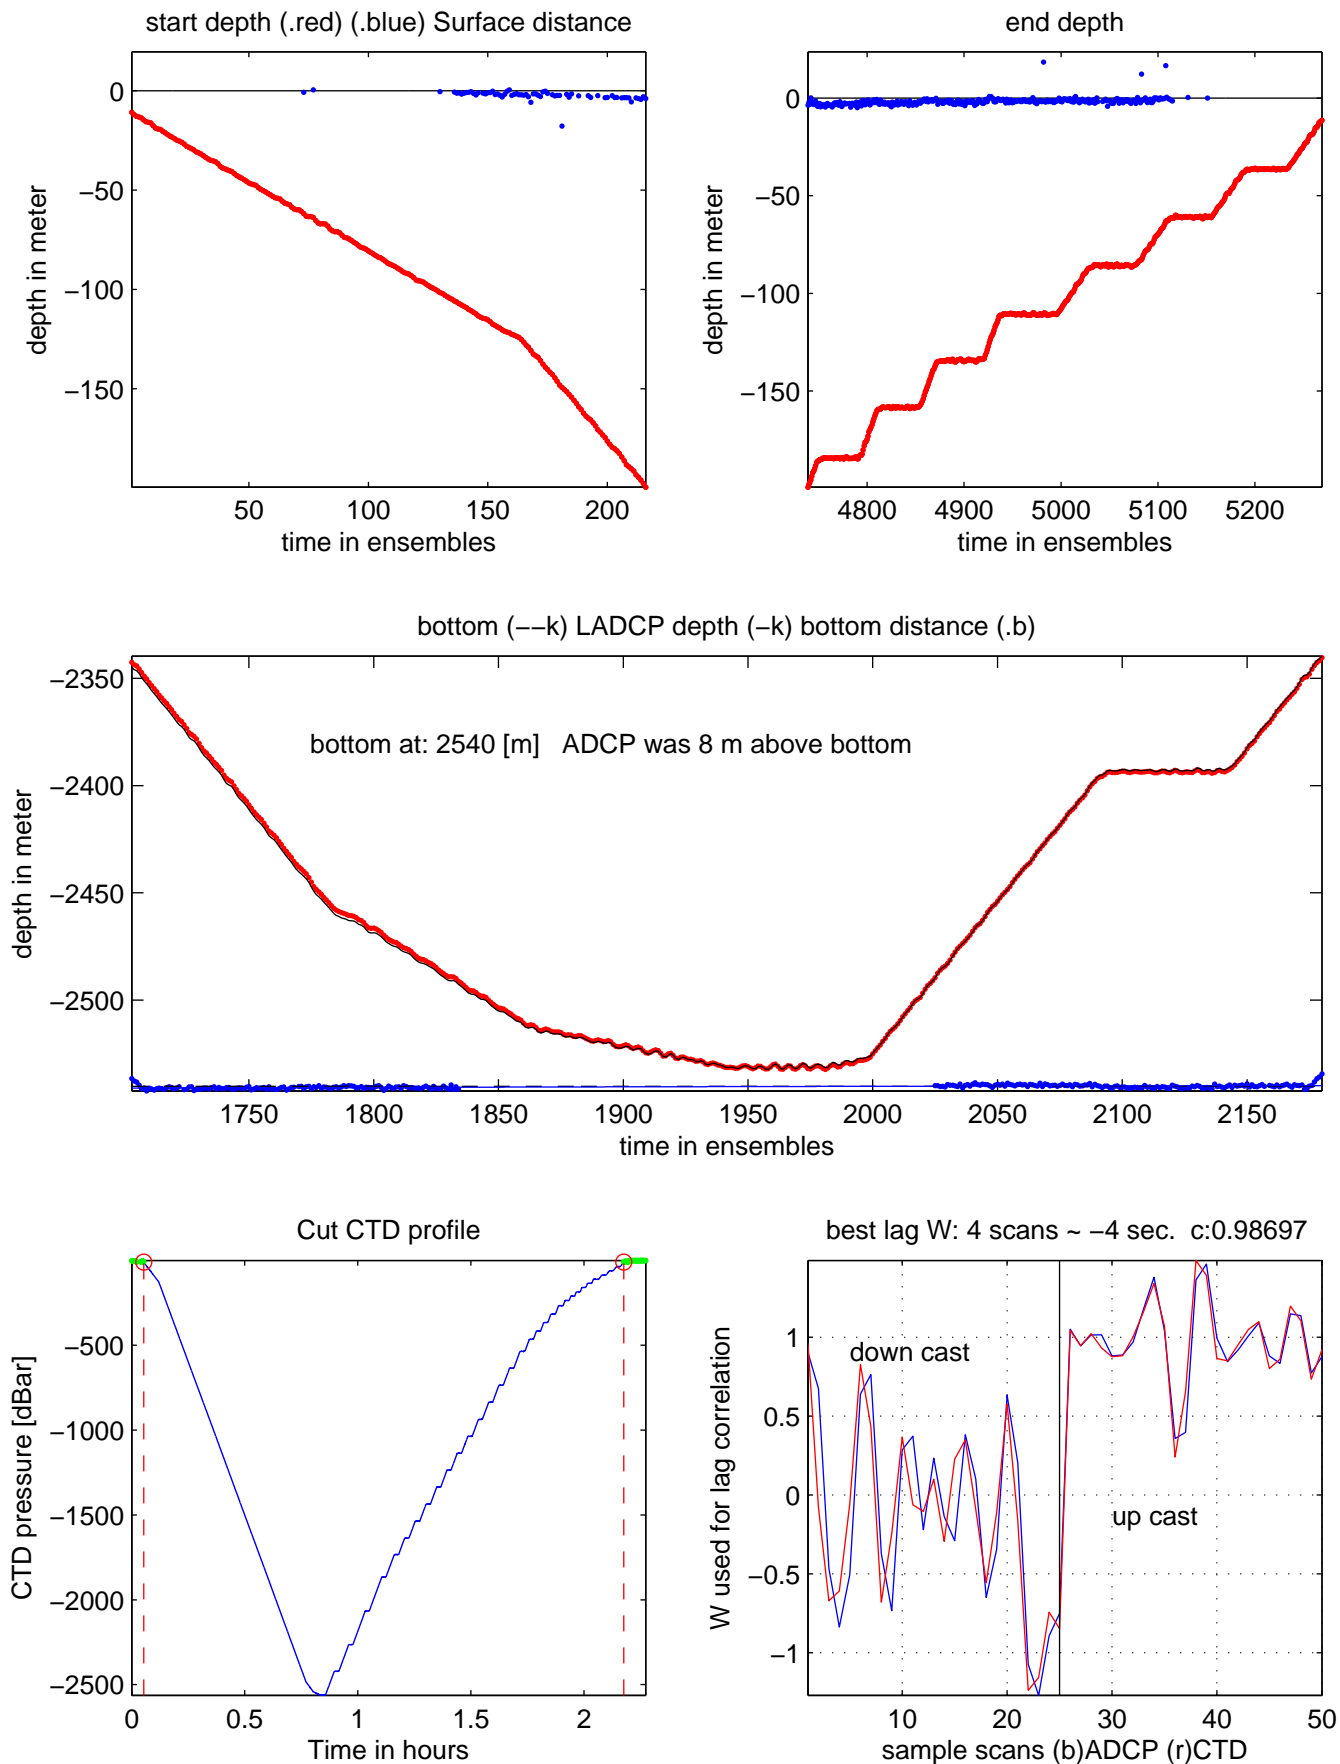 start depth (.red) (.blue) Surface distance
end depth
0
−50
−100
−150
depth in meter
50 100 150 200
time in ensembles
0
−50
−100
−150
depth in meter
4800 4900 5000 5100 5200
time in ensembles
bottom (−−k) LADCP depth (−k) bottom distance (.b)
−2350
−2400
−2450
−2500
depth in meter
bottom at: 2540 [m] ADCP was 8 m above bottom
1750 1800 1850 1900 1950 2000 2050 2100 2150
time in ensembles
Cut CTD profile
−500
−1000
−1500
−2000
−2500
CTD pressure [dBar]
0 0.5 1 1.5 2
Time in hours
best lag W: 4 scans ~ −4 sec. c:0.98697
1
0.5
0
−0.5
−1
W used for lag correlation
down cast
up cast
10 20 30 40 50
sample scans (b)ADCP (r)CTD